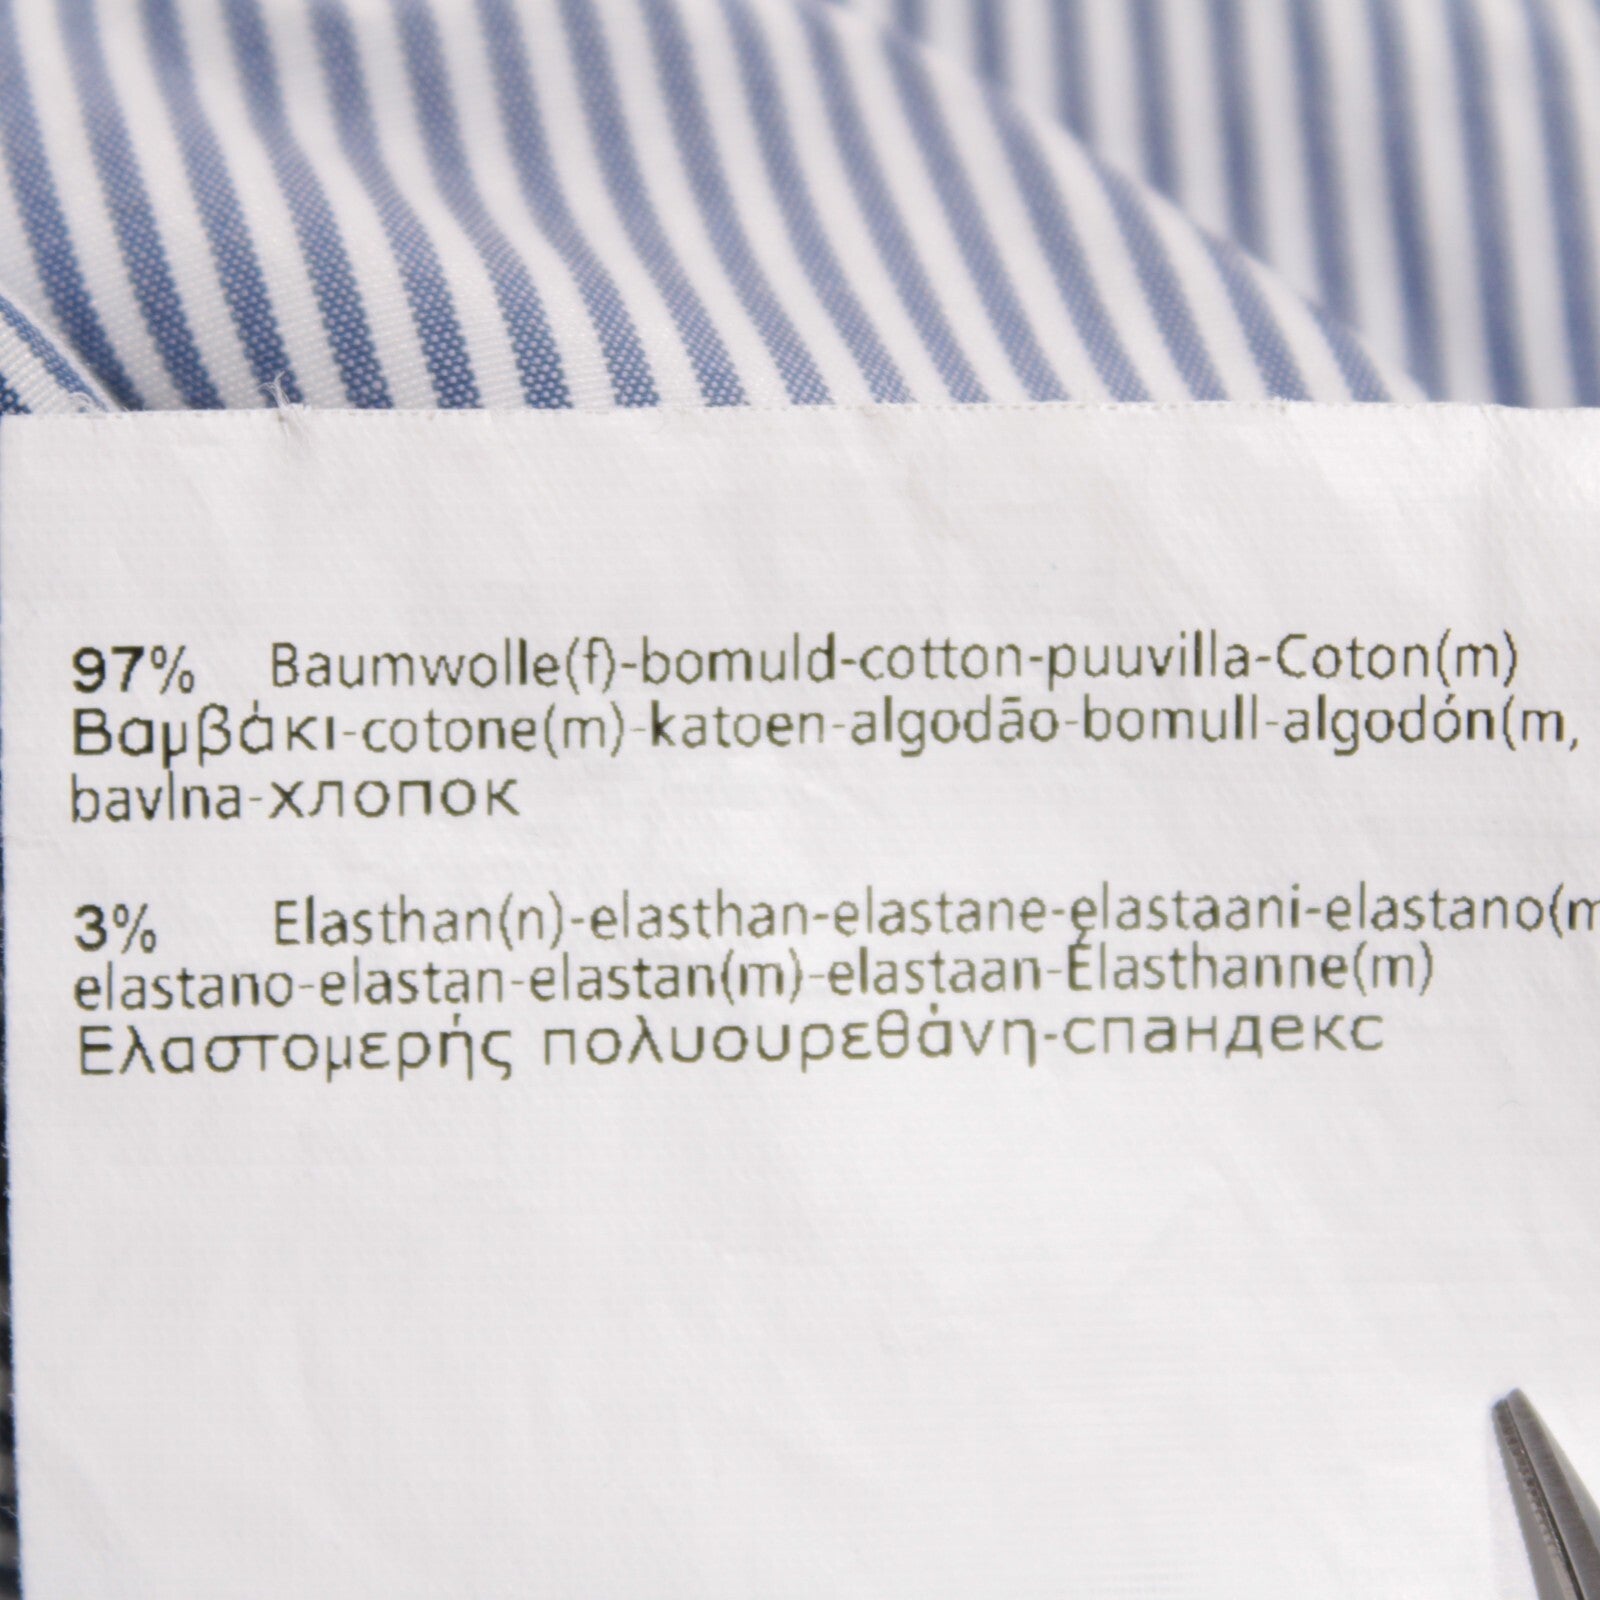 97% Baumwolle(f)-bomuld-cotton-puuvilla-Coton(m)
Βαμβάκι-cotone(m)-katoen-algodão-bomull-algodón(m,
bavlna-хлопок
3% Elasthan(n)-elasthan-elastane-elastaani-elastano(m
elastano-elastan-elastan(m)-elastaan-Élasthanne(m)
Ελαστομερής πολυουρεθάνη-спандекс